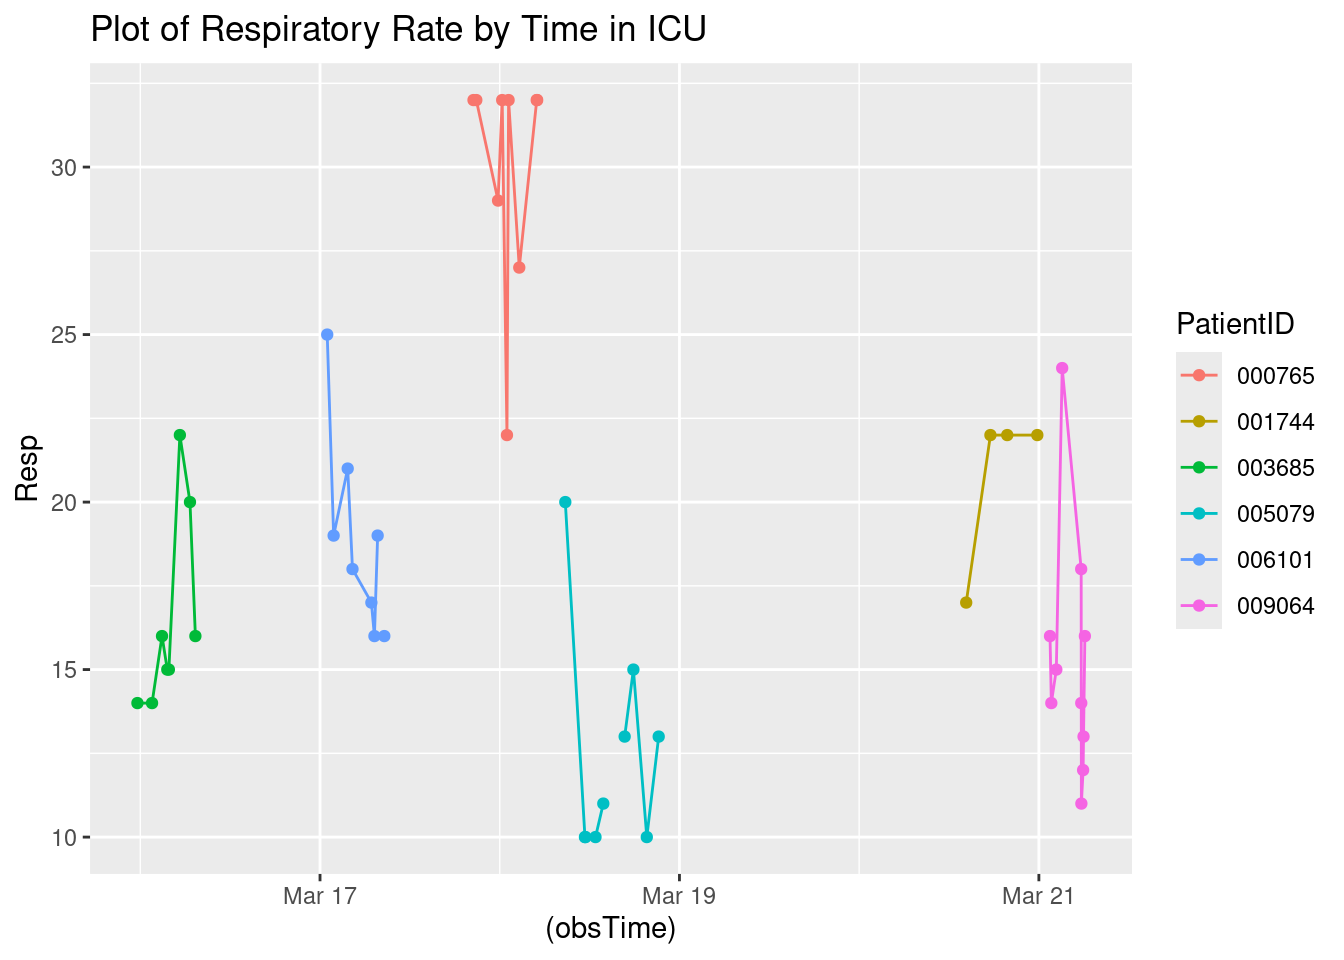 Plot of Respiratory Rate by Time in ICU
Resp
30
25
20
15
10
Mar 17
Mar 19
Mar 21
(obsTime)
PatientID
000765
001744
003685
005079
006101
009064